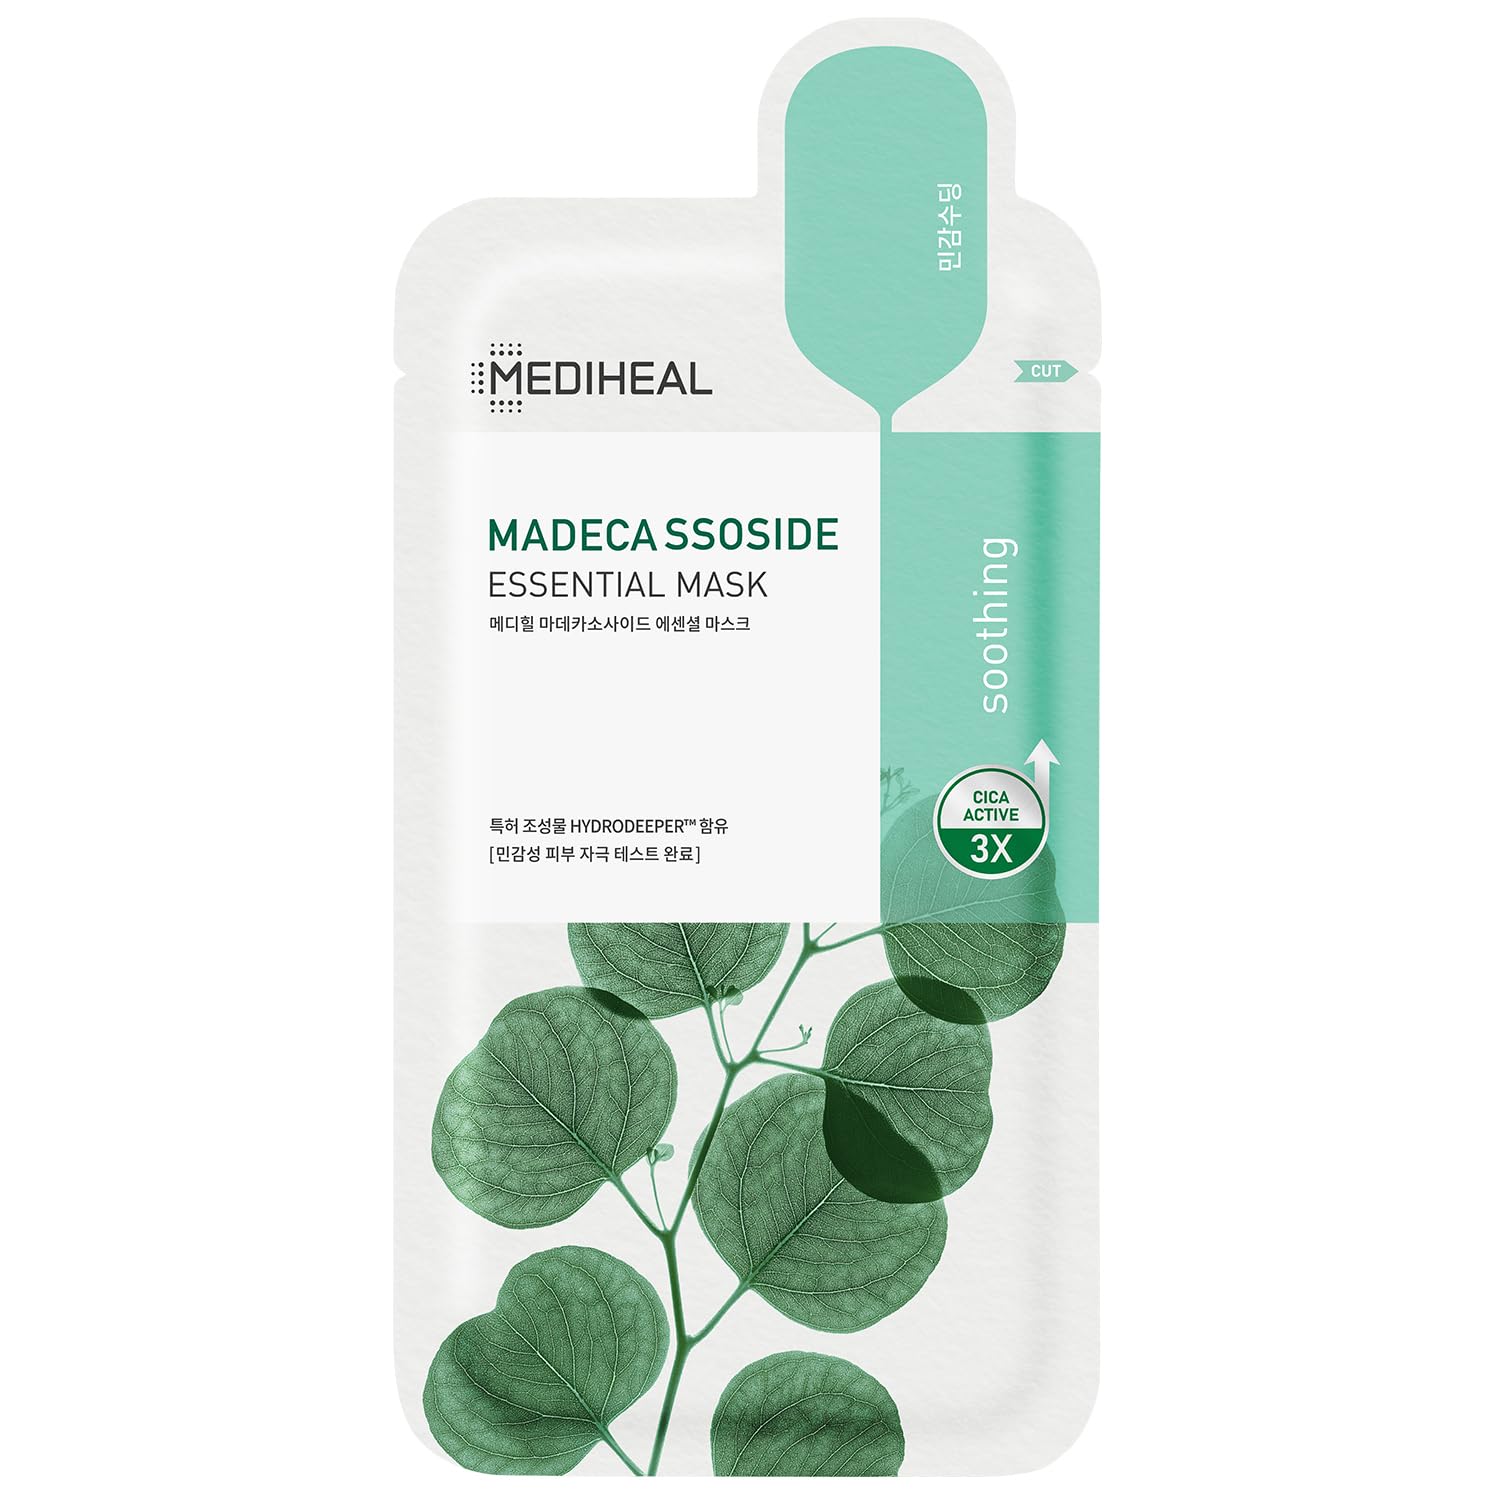 민감수딩
MEDIHEAL
CUT
MADECASSOSIDE
ESSENTIAL MASK
메디힐 마데카소사이드 에센셜 마스크
soothing
CICA
ACTIVE
3X
특허 조성물 HYDRODEEPER™ 함유
[민감성 피부 자극 테스트 완료]